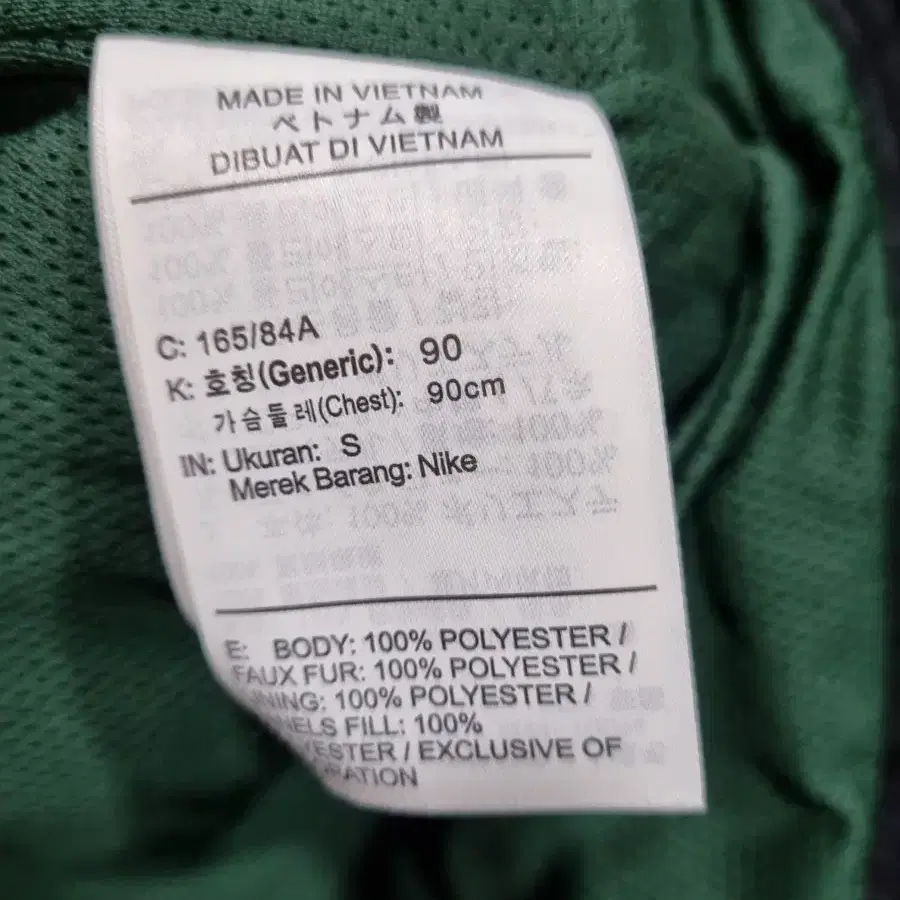 MADE IN VIETNAM
ベトナム製
DIBUAT DI VIETNAM
C: 165/84A
K: 호칭(Generic): 90
가슴둘레(Chest): 90cm
IN: Ukuran: S
Merek Barang: Nike
E: BODY: 100% POLYESTER /
FAUX FUR: 100% POLYESTER /
100% POLYESTER /
FILL: 100%
/ EXCLUSIVE OF